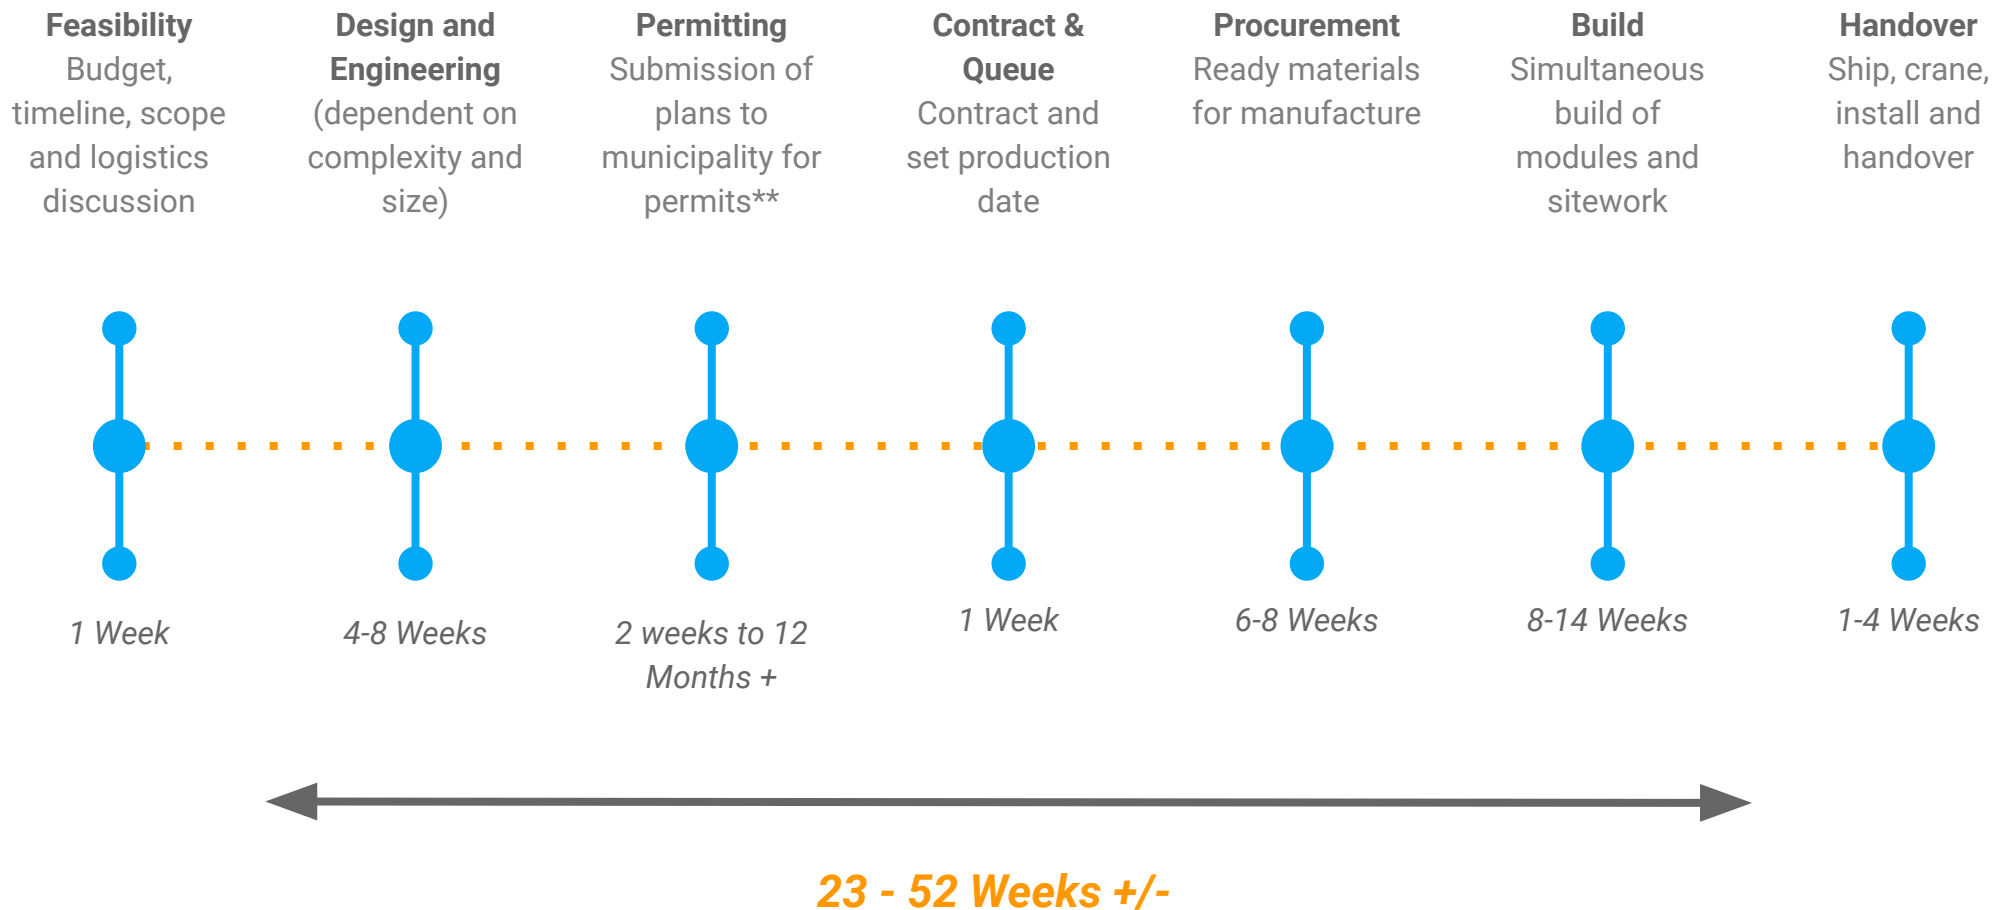 Feasibility
Budget,
timeline, scope
and logistics
discussion
Design and
Engineering
(dependent on
complexity and
size)
Permitting
Submission of
plans to
municipality for
permits**
Contract &
Queue
Contract and
set production
date
Procurement
Ready materials
for manufacture
Build
Simultaneous
build of
modules and
sitework
Handover
Ship, crane,
install and
handover
1 Week
4-8 Weeks
2 weeks to 12
Months +
1 Week
6-8 Weeks
8-14 Weeks
1-4 Weeks
23 - 52 Weeks +/-